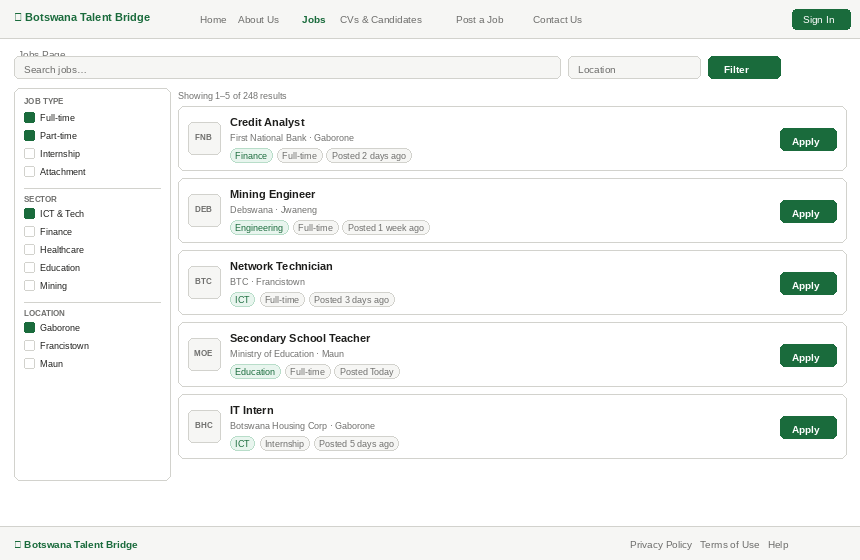 Botswana Talent Bridge
Home About Us Jobs CVs & Candidates Post a Job Contact Us Sign In
Jobs Page
Search jobs... Location Filter
JOB TYPE
Full-time
Part-time
Internship
Attachment
SECTOR
ICT & Tech
Finance
Healthcare
Education
Mining
LOCATION
Gaborone
Francistown
Maun
Showing 1–5 of 248 results
FNB
Credit Analyst
First National Bank · Gaborone
Finance Full-time Posted 2 days ago
Apply
DEB
Mining Engineer
Debswana · Jwaneng
Engineering Full-time Posted 1 week ago
Apply
BTC
Network Technician
BTC · Francistown
ICT Full-time Posted 3 days ago
Apply
MOE
Secondary School Teacher
Ministry of Education · Maun
Education Full-time Posted Today
Apply
BHC
IT Intern
Botswana Housing Corp · Gaborone
ICT Internship Posted 5 days ago
Apply
Botswana Talent Bridge
Privacy Policy Terms of Use Help